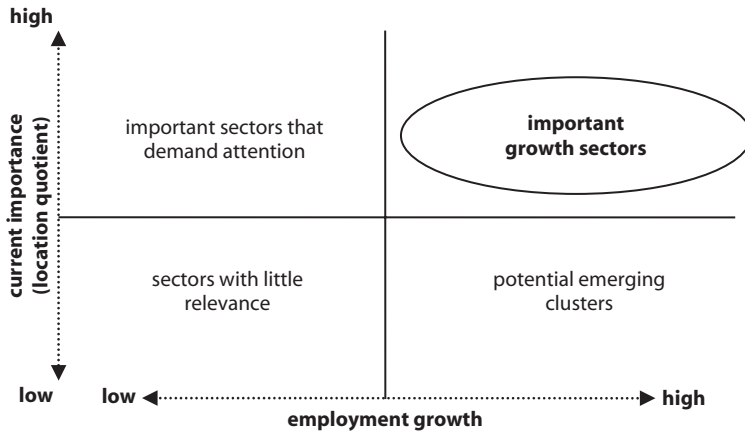 high
current importance
(location quotient)
important sectors that
demand attention
important
growth sectors
sectors with little
relevance
potential emerging
clusters
low
low
high
employment growth